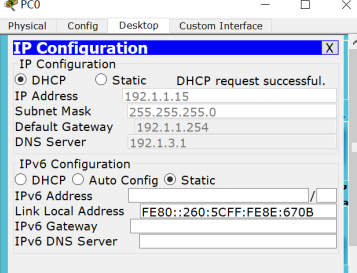 PC0
Physical Config Desktop Custom Interface
IP Configuration X
IP Configuration
DHCP Static DHCP request successful.
IP Address 192.1.1.15
Subnet Mask 255.255.255.0
Default Gateway 192.1.1.254
DNS Server 192.1.3.1
IPv6 Configuration
DHCP Auto Config Static
IPv6 Address /
Link Local Address FE80::260:5CFF:FE8E:670B
IPv6 Gateway
IPv6 DNS Server